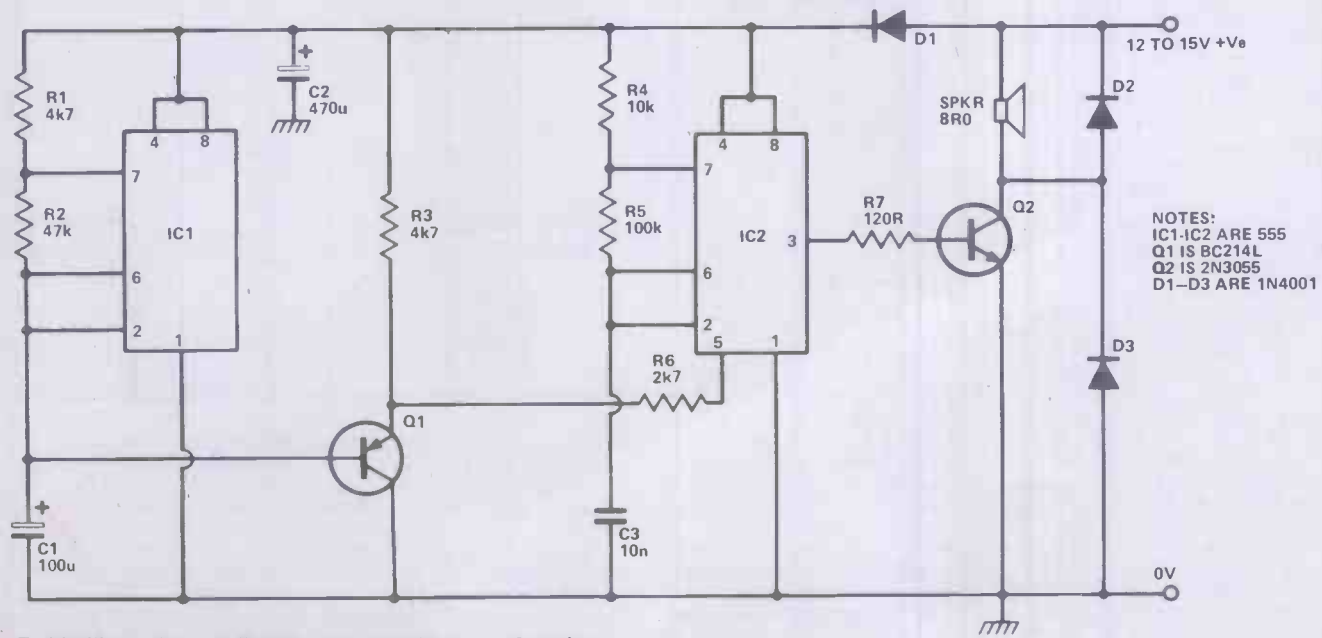 R1
4k7
R2
47k
4
8
7
IC1
6
2
1
+
C1
100u
+
C2
470u
R3
4k7
Q1
R4
10k
R5
100k
R6
2k7
C3
10n
4
8
7
IC2
3
6
2
5
1
R7
120R
D1
SPKR
8R0
Q2
12 TO 15V +Ve
D2
D3
0V
NOTES:
IC1-IC2 ARE 555
Q1 IS BC214L
Q2 IS 2N3055
D1–D3 ARE 1N4001